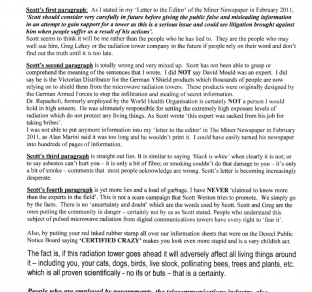 Scott's first paragraph: As I stated in my 'Letter to the Editor' of the Miner Newspaper in February 2011,
'Scott should consider very carefully in future before giving the public false and misleading information
in an attempt to gain support for a tower as this is a serious issue and could see litigation brought against
him when people suffer as a result of his actions'.
Scott seems to think it will be me rather than the people who he has lied to. They are the people who may
well sue him, Greg Lehey or the radiation tower company in the future if people rely on their word and don't
find out the truth until it is too late.
Scott's second paragraph is totally wrong and very mixed up. Scott has not been able to grasp or
comprehend the meaning of the sentences that I wrote. I did NOT say David Mould was an expert. I did
say he is the Victorian Distributor for the German Yshield products which thousands of people are now
relying on to shield them from the microwave radiation towers. These products were originally designed by
the German Armed Forces to stop the infiltration and stealing of secret information.
Dr. Repacholi, formerly employed by the World Health Organisation is certainly NOT a person I would
hold in high esteem. He was ultimately responsible for setting the extremely high exposure levels of
radiation which do not protect any living things. As Scott wrote 'this expert was sacked from his job for
taking bribes'.
I was not able to put anymore information into my 'letter to the editor' in The Miner Newspaper in February
2011, as Alan Marini said it was too long and he wouldn't print it. I could have easily turned his newspaper
into hundreds of pages of information.
Scott's third paragraph is straight out lies. It is similar to saying 'black is white' when clearly it is not; or
to say asbestos can't hurt you – it is only a bit of fibre; or smoking couldn't do that damage to you – it's only
a bit of smoke – comments that most people acknowledge are wrong. Scott's letter is becoming increasingly
desperate.
Scott's fourth paragraph is yet more lies and a load of garbage. I have NEVER 'claimed to know more
than the experts in the field'. This is not a scare campaign that Scott Weston tries to promote. We simply go
by the facts. There is no 'uncertainty and doubt' which are the words used by Scott. Scott and Greg are the
ones putting the community in danger – certainly not by us as Scott stated. People who understand this
subject of pulsed microwave radiation from digital communications towers have every right to 'fear it'.
Also, by putting your red inked rubber stamp all over our information sheets that were on the Dereel Public
Notice Board saying 'CERTIFIED CRAZY' makes you look even more stupid and is a very childish act.
The fact is, if this radiation tower goes ahead it will adversely affect all living things around
it – including you, your cats, dogs, birds, live stock, pollinating bees, trees and plants, etc.
which is all proven scientifically - no ifs or buts – that is a certainty.